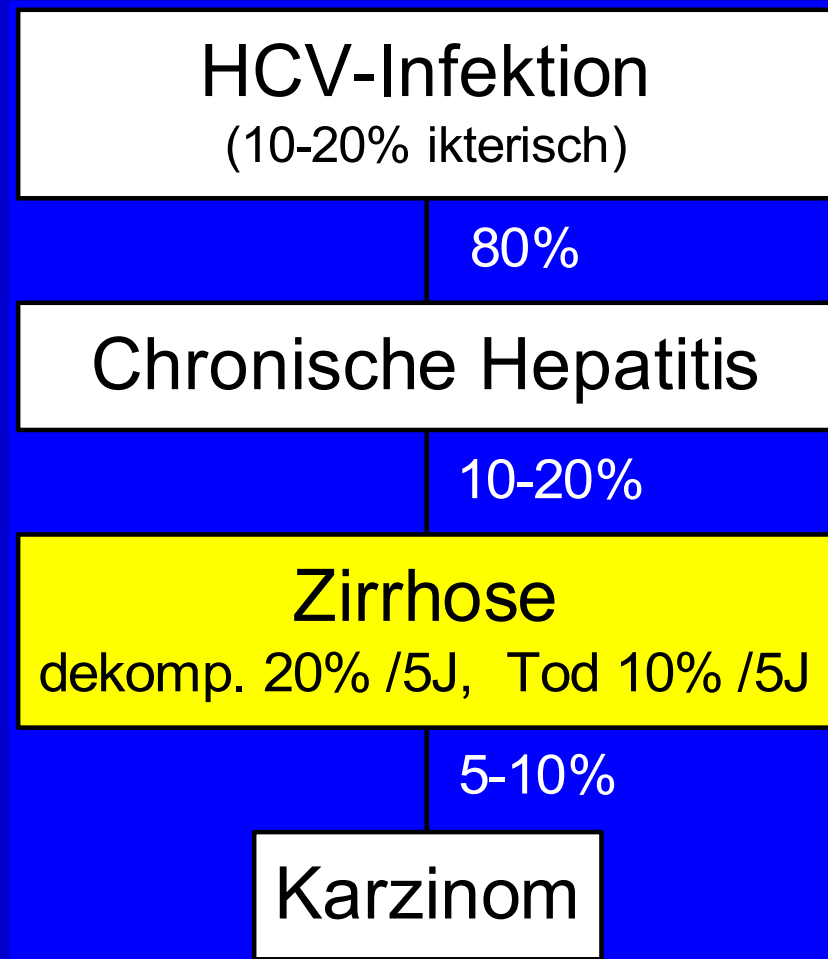 HCV-Infektion
(10-20% ikterisch)
80%
Chronische Hepatitis
10-20%
Zirrhose
dekomp. 20% /5J, Tod 10% /5J
5-10%
Karzinom